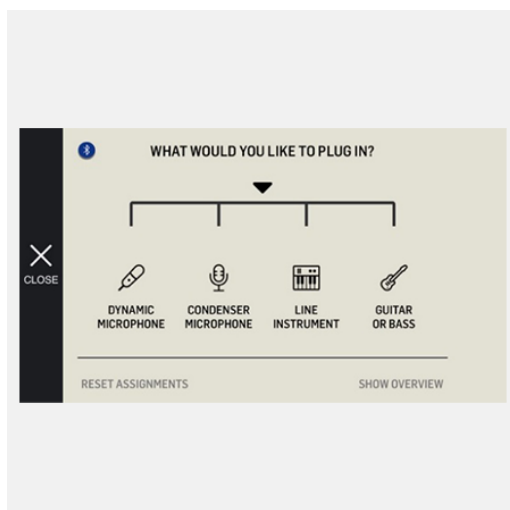 WHAT WOULD YOU LIKE TO PLUG IN?
CLOSE
DYNAMIC
MICROPHONE
CONDENSER
MICROPHONE
LINE
INSTRUMENT
GUITAR
OR BASS
RESET ASSIGNMENTS
SHOW OVERVIEW